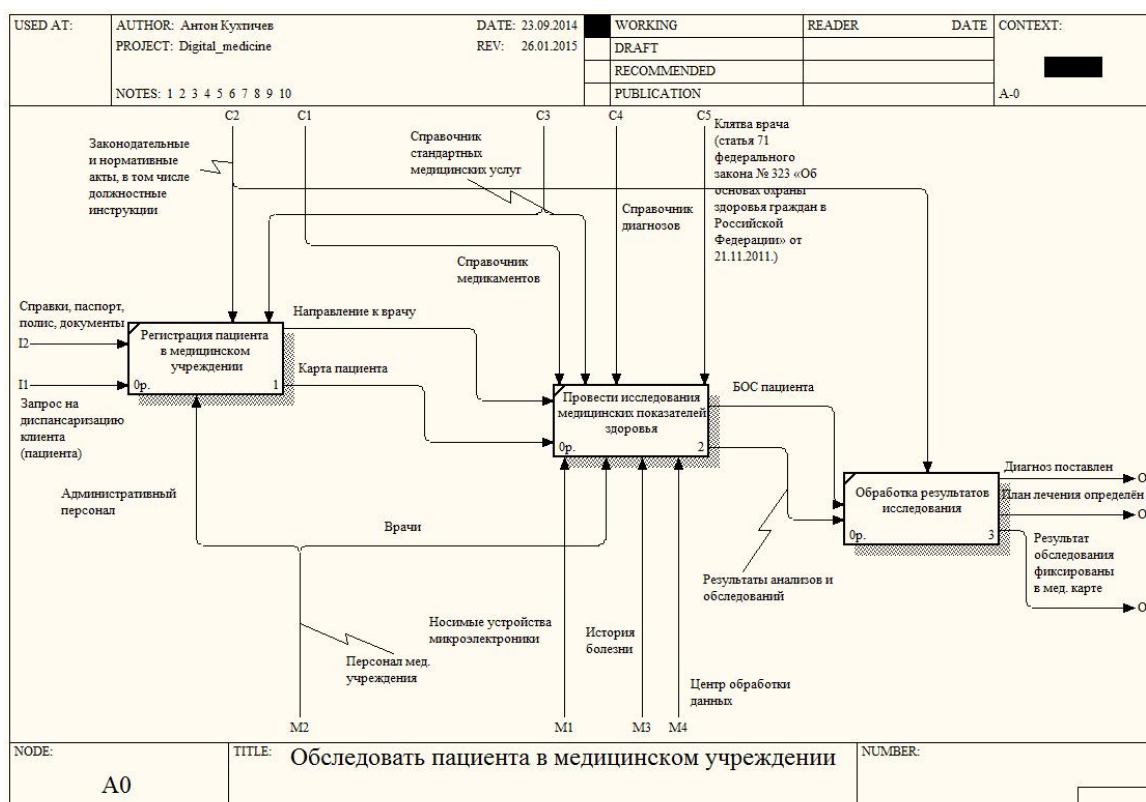 USED AT:
AUTHOR: Антон Кухтичев
DATE: 23.09.2014
PROJECT: Digital_medicine
REV: 26.01.2015
NOTES: 1 2 3 4 5 6 7 8 9 10
WORKING
DRAFT
RECOMMENDED
PUBLICATION
READER
DATE
CONTEXT:
A-0
C2
C1
C3
C4
C5
Законодательные
и нормативные
акты, в том числе
должностные
инструкции
Справочник
стандартных
медицинских услуг
Клятва врача
(статья 71
федерального
закона № 323 «Об
основах охраны
здоровья граждан в
Российской
Федерации» от
21.11.2011.)
Справочник
диагнозов
Справочник
медикаментов
Справки, паспорт,
полис, документы
I2
I1
Запрос на
диспансаризацию
клиента
(пациента)
Регистрация пациента
в медицинском
учреждении
0р.
1
Направление к врачу
Карта пациента
Провести исследования
медицинских показателей
здоровья
0р.
2
БОС пациента
Обработка результатов
исследования
0р.
3
Диагноз поставлен
O
План лечения определён
O
Результат
обследования
фиксированы
в мед. карте
O
Административный
персонал
Врачи
Результаты анализов и
обследований
Носимые устройства
микроэлектроники
История
болезни
Персонал мед.
учреждения
Центр обработки
данных
M2
M1
M3
M4
NODE:
A0
TITLE:
Обследовать пациента в медицинском учреждении
NUMBER: